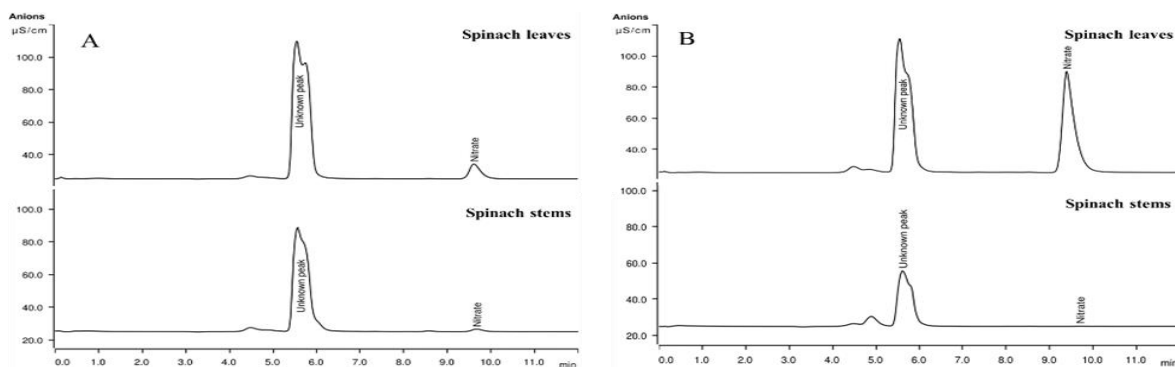 Anions
µS/cm
A
Spinach leaves
100.0
80.0
60.0
40.0
Unknown peak
Nitrate
100.0
80.0
60.0
40.0
20.0
Spinach stems
Unknown peak
Nitrate
0.0 1.0 2.0 3.0 4.0 5.0 6.0 7.0 8.0 9.0 10.0 11.0
min
Anions
µS/cm
B
Spinach leaves
100.0
80.0
60.0
40.0
Unknown peak
Nitrate
100.0
80.0
60.0
40.0
20.0
Spinach stems
Unknown peak
Nitrate
0.0 1.0 2.0 3.0 4.0 5.0 6.0 7.0 8.0 9.0 10.0 11.0
min